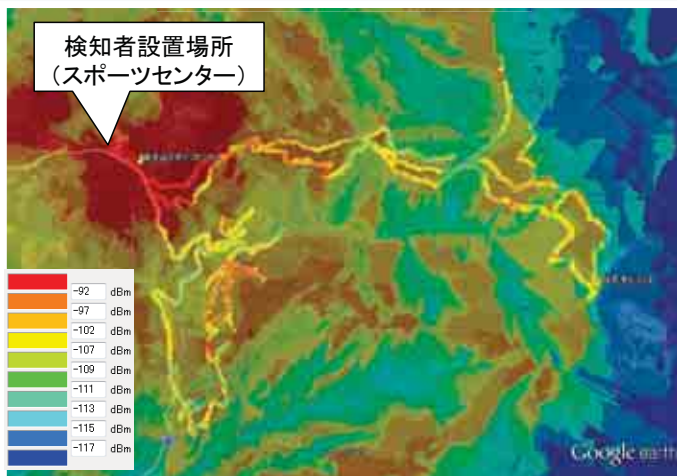 検知者設置場所
（スポーツセンター）
-92 dBm
-97 dBm
-102 dBm
-107 dBm
-109 dBm
-111 dBm
-113 dBm
-115 dBm
-117 dBm
Google earth